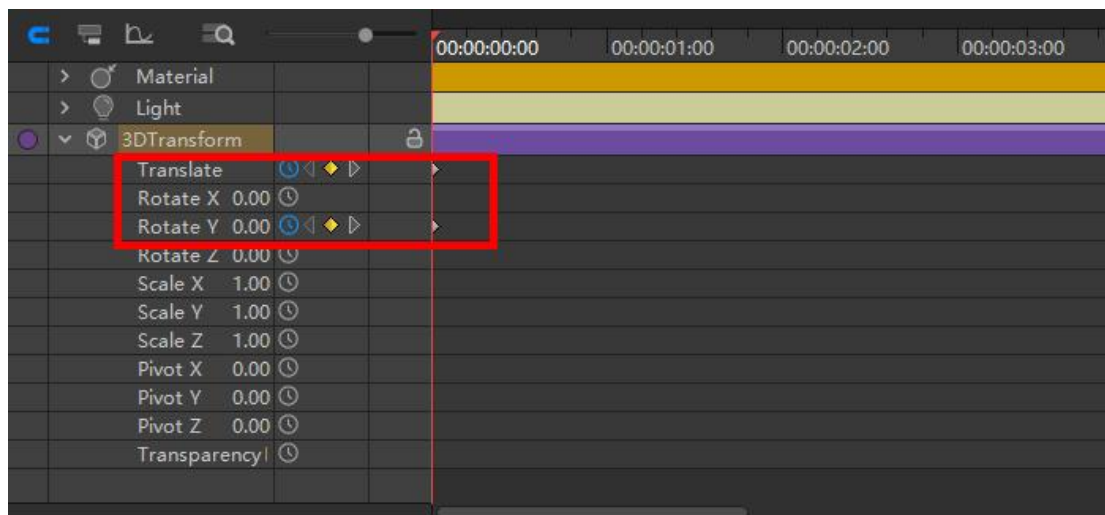 00:00:00:00 00:00:01:00 00:00:02:00 00:00:03:00
Material
Light
3DTransform
Translate
Rotate X 0.00
Rotate Y 0.00
Rotate Z 0.00
Scale X 1.00
Scale Y 1.00
Scale Z 1.00
Pivot X 0.00
Pivot Y 0.00
Pivot Z 0.00
Transparency